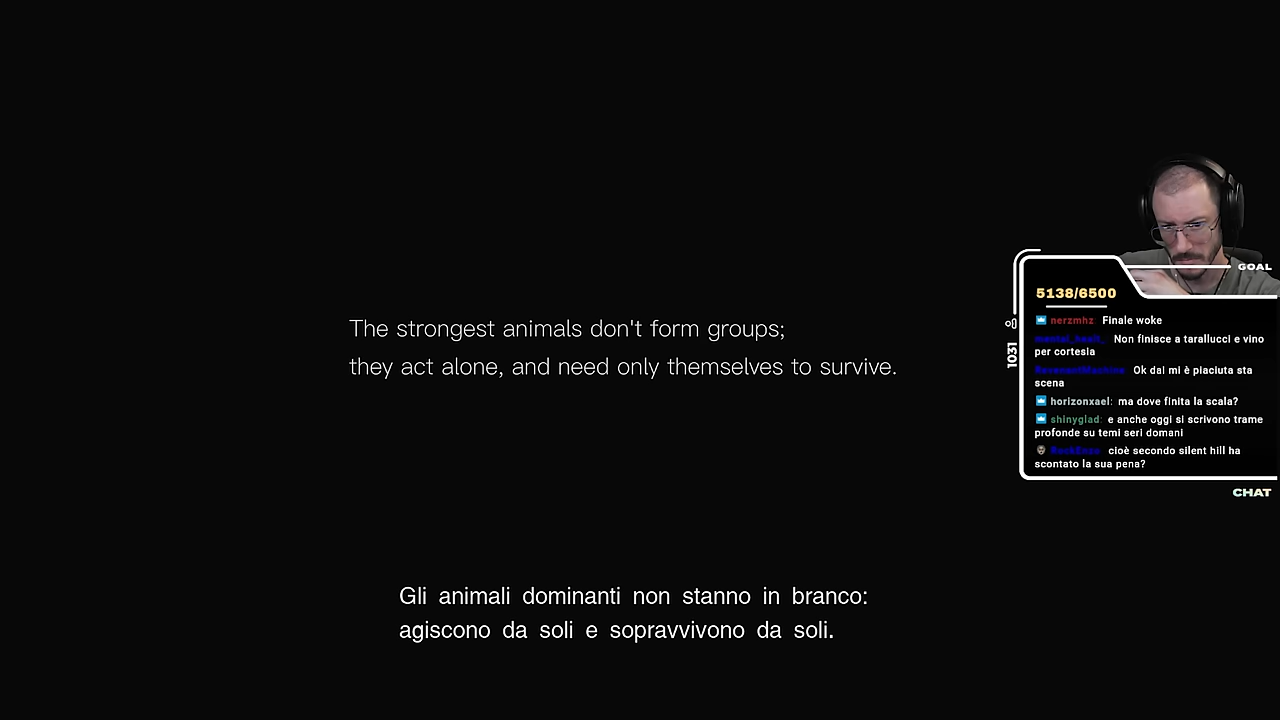 The strongest animals don't form groups;
they act alone, and need only themselves to survive.
GOAL
5138/6500
1031
nerzmhz: Finale woke
Non finisce a tarallucci e vino
per cortesia
Ok dai mi è piaciuta sta
scena
horizonxael: ma dove finita la scala?
shinyglad: e anche oggi si scrivono trame
profonde su temi seri domani
cioè secondo silent hill ha
scontato la sua pena?
CHAT
Gli animali dominanti non stanno in branco:
agiscono da soli e sopravvivono da soli.